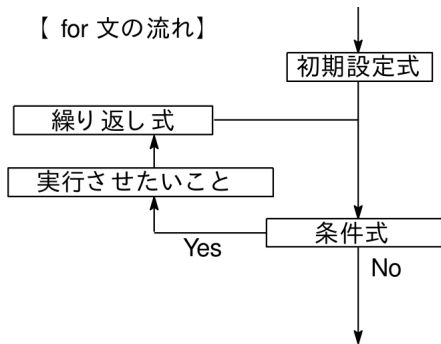 【 for 文の流れ】
初期設定式
繰り返し式
実行させたいこと
条件式
Yes
No